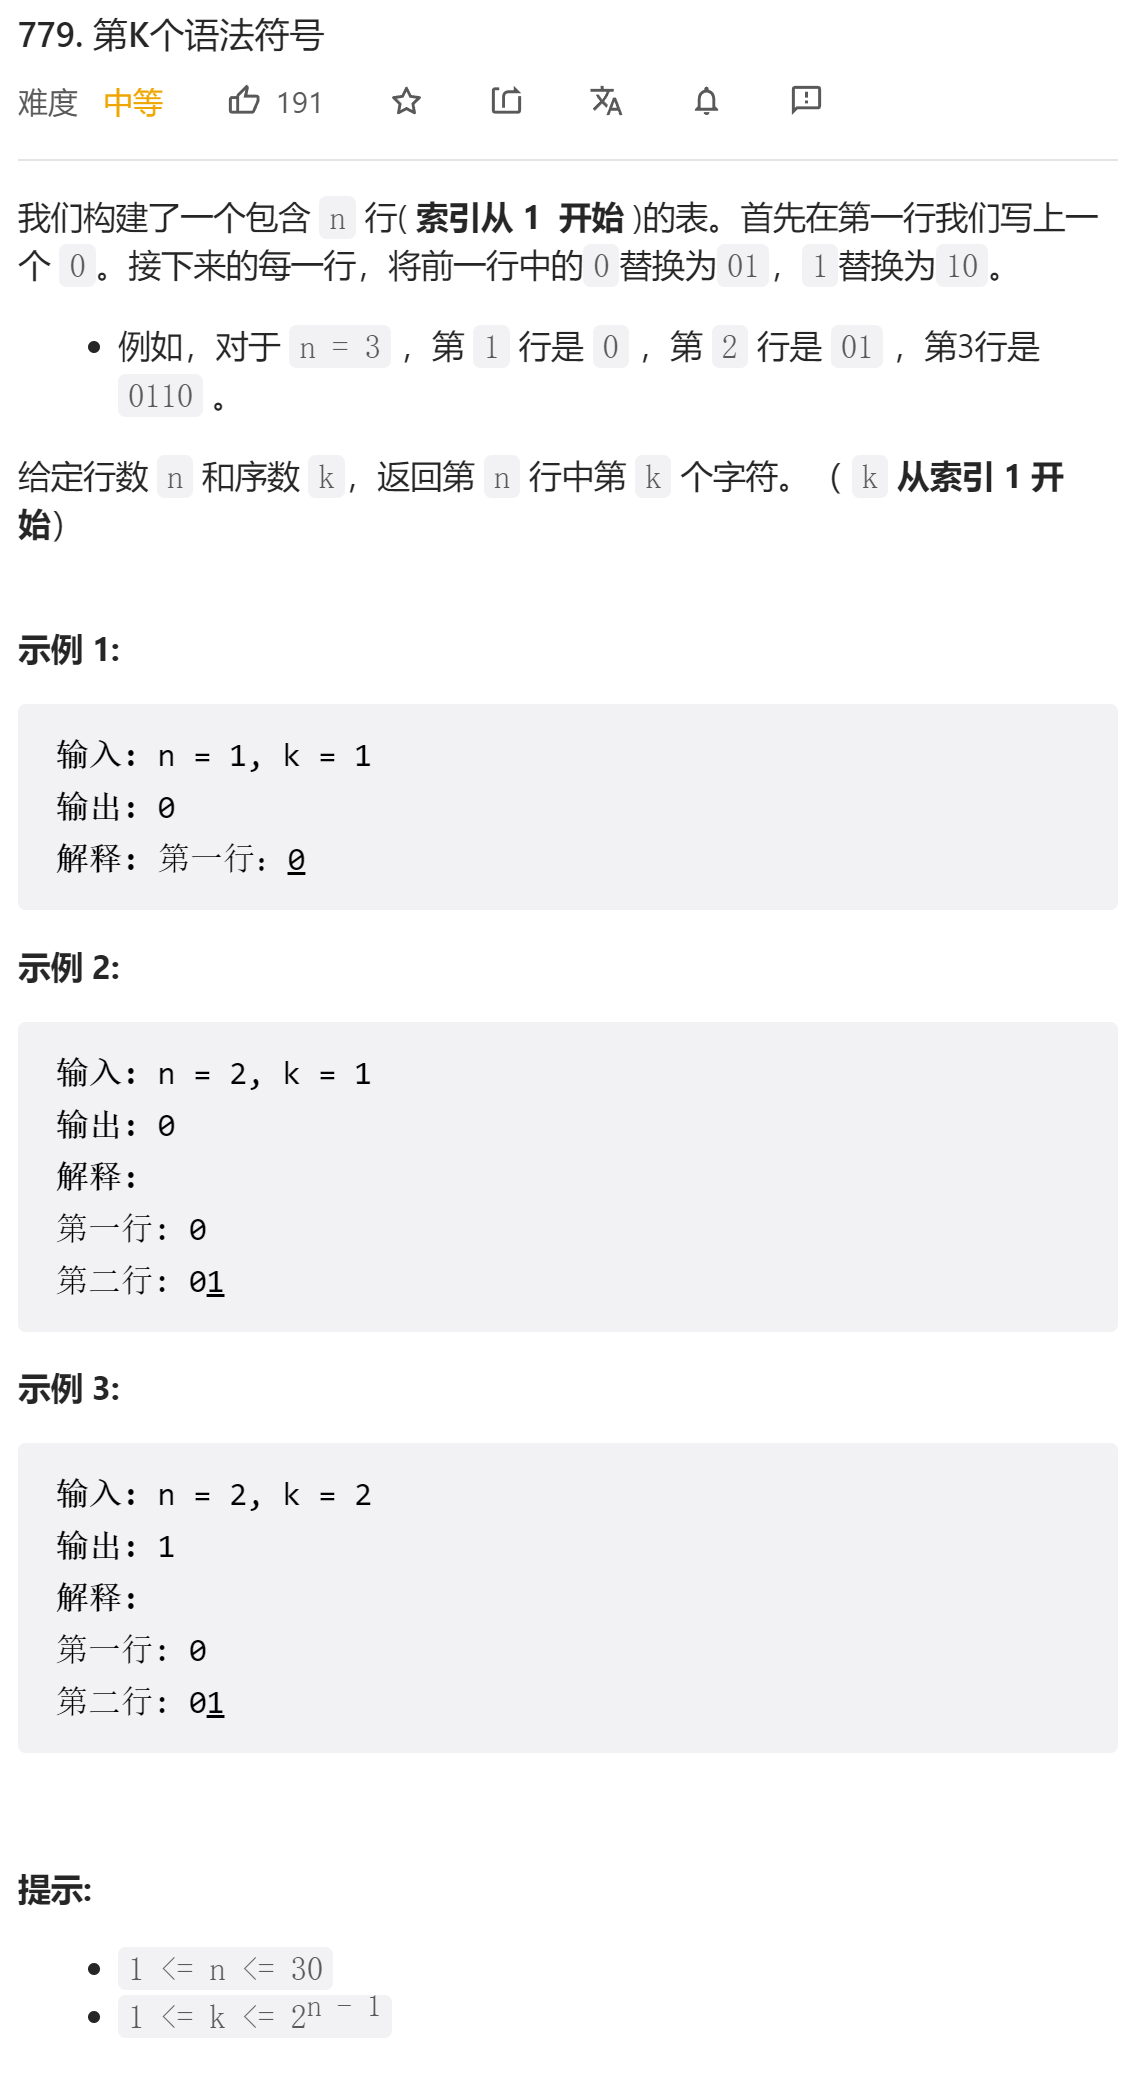 779. 第K个语法符号
难度 中等 191
我们构建了一个包含 n 行( 索引从 1 开始 )的表。首先在第一行我们写上一
个 0 。接下来的每一行，将前一行中的0替换为01，1替换为10。
例如，对于 n = 3 ，第 1 行是 0 ，第 2 行是 01 ，第3行是
0110 。
给定行数 n 和序数 k，返回第 n 行中第 k 个字符。（ k 从索引 1 开
始）
示例 1:
输入: n = 1, k = 1
输出: 0
解释: 第一行：0
示例 2:
输入: n = 2, k = 1
输出: 0
解释:
第一行: 0
第二行: 01
示例 3:
输入: n = 2, k = 2
输出: 1
解释:
第一行: 0
第二行: 01
提示:
1 <= n <= 30
1 <= k <= 2ⁿ ⁻ ¹